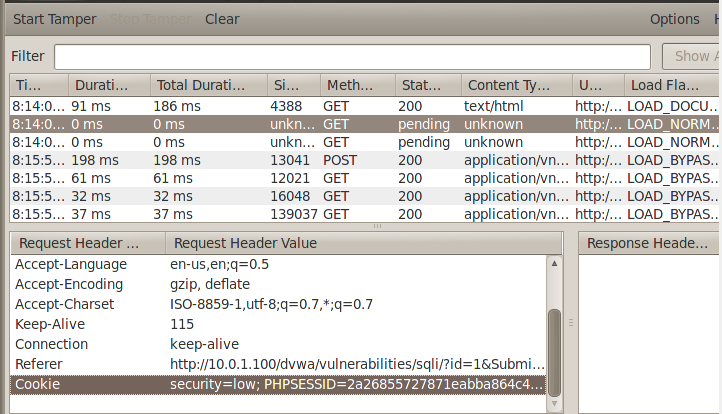 Start Tamper Stop Tamper Clear Options
Filter Show
Ti... Durati... Total Durati... Si... Meth... Stat... Content Ty... U... Load Fla...
8:14:0... 91 ms 186 ms 4388 GET 200 text/html http:/... LOAD_DOCU...
8:14:0... 0 ms 0 ms unkn... GET pending unknown http:/... LOAD_NORM...
8:14:0... 0 ms 0 ms unkn... GET pending unknown http:/... LOAD_NORM...
8:15:5... 198 ms 198 ms 13041 POST 200 application/vn... http:/... LOAD_BYPAS...
8:15:5... 61 ms 61 ms 12021 GET 200 application/vn... http:/... LOAD_BYPAS...
8:15:5... 32 ms 32 ms 16048 GET 200 application/vn... http:/... LOAD_BYPAS...
8:15:5... 37 ms 37 ms 139037 GET 200 application/vn... http:/... LOAD_BYPAS...
Request Header ... Request Header Value Response Heade...
Accept-Language en-us,en;q=0.5
Accept-Encoding gzip, deflate
Accept-Charset ISO-8859-1,utf-8;q=0.7,*;q=0.7
Keep-Alive 115
Connection keep-alive
Referer http://10.0.1.100/dvwa/vulnerabilities/sqli/?id=1&Submi...
Cookie security=low; PHPSESSID=2a26855727871eabba864c4...